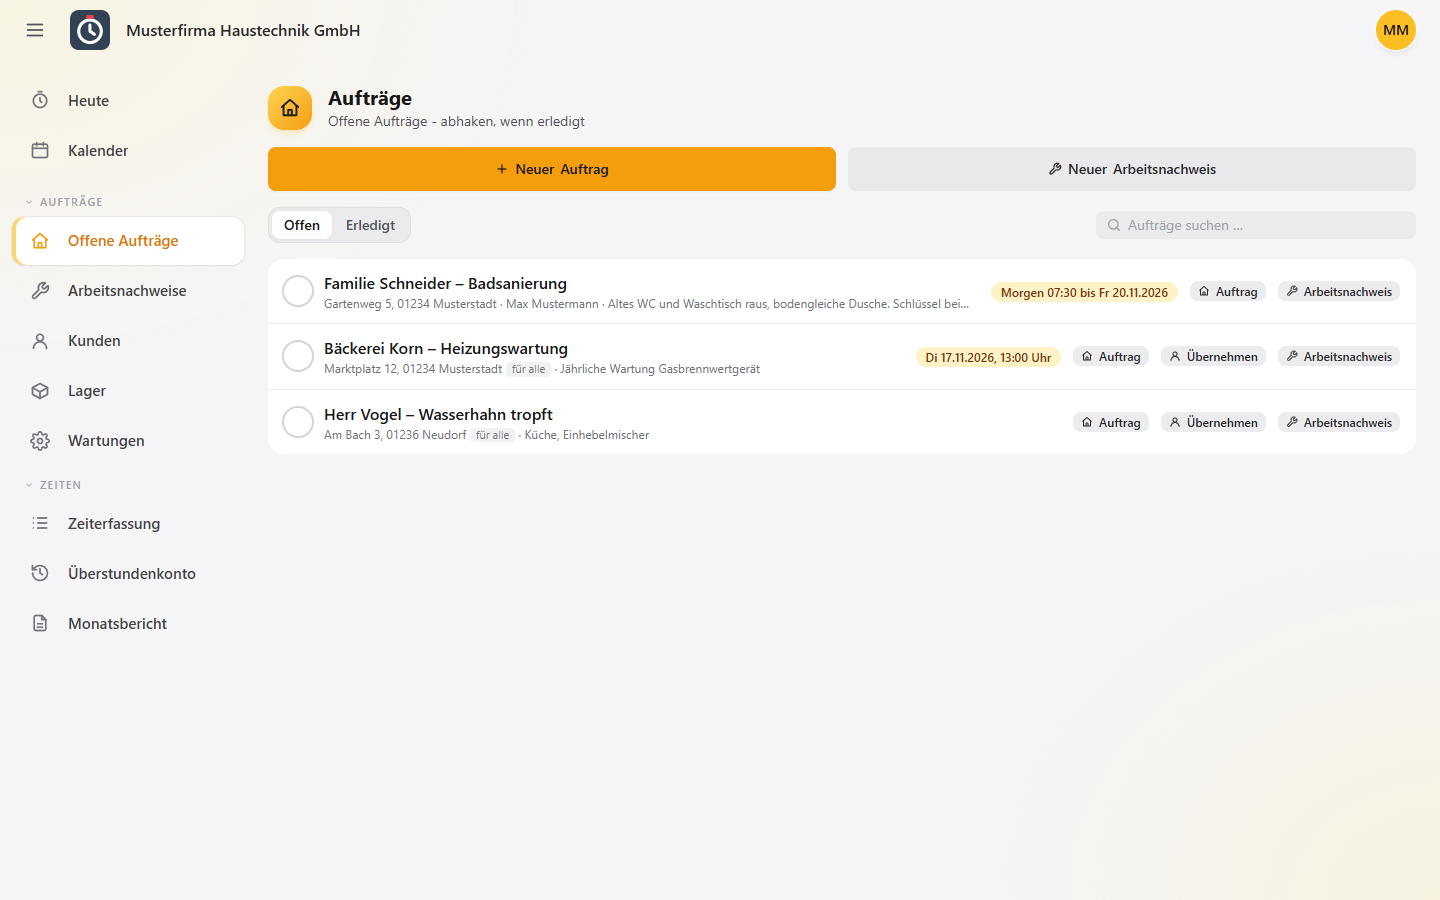 Musterfirma Haustechnik GmbH
MM
Heute
Kalender
AUFTRÄGE
Offene Aufträge
Arbeitsnachweise
Kunden
Lager
Wartungen
ZEITEN
Zeiterfassung
Überstundenkonto
Monatsbericht
Aufträge
Offene Aufträge - abhaken, wenn erledigt
+ Neuer Auftrag
Neuer Arbeitsnachweis
Offen Erledigt
Aufträge suchen ...
Familie Schneider – Badsanierung
Gartenweg 5, 01234 Musterstadt · Max Mustermann · Altes WC und Waschtisch raus, bodengleiche Dusche. Schlüssel bei...
Morgen 07:30 bis Fr 20.11.2026 Auftrag Arbeitsnachweis
Bäckerei Korn – Heizungswartung
Marktplatz 12, 01234 Musterstadt für alle · Jährliche Wartung Gasbrennwertgerät
Di 17.11.2026, 13:00 Uhr Auftrag Übernehmen Arbeitsnachweis
Herr Vogel – Wasserhahn tropft
Am Bach 3, 01236 Neudorf für alle · Küche, Einhebelmischer
Auftrag Übernehmen Arbeitsnachweis